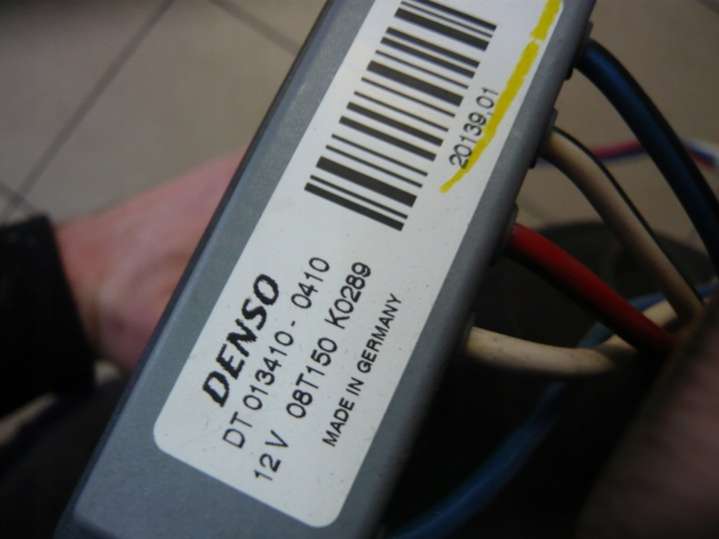 20139.01
DENSO
DT 013410 - 0410
12 V 08T150 K0289
MADE IN GERMANY